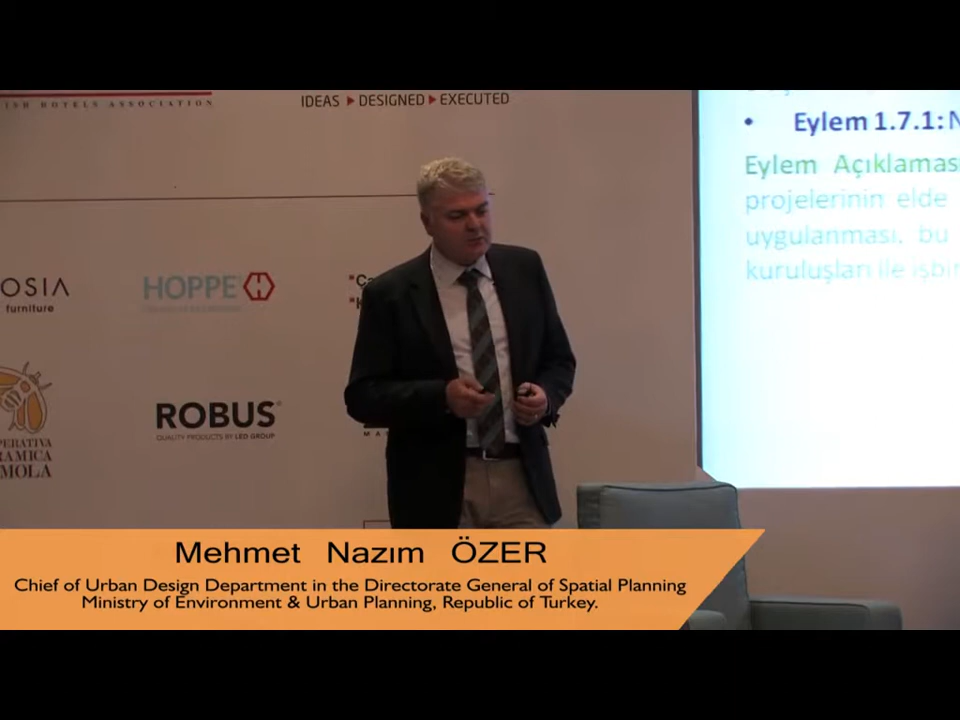 ISH HOTELS ASSOCIATION
IDEAS ▶ DESIGNED ▶ EXECUTED
• Eylem 1.7.1:
Eylem Açıklaması
projelerinin elde
uygulanması, bu
kuruluşları ile işbir
OSIA
furniture
HOPPE
ROBUS®
QUALITY PRODUCTS BY LED GROUP
PERATIVA
RAMICA
MOLA
Mehmet Nazım ÖZER
Chief of Urban Design Department in the Directorate General of Spatial Planning
Ministry of Environment & Urban Planning, Republic of Turkey.